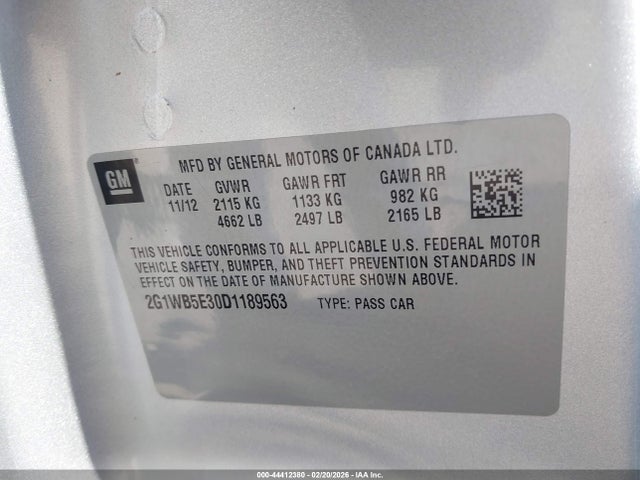 GM
MFD BY GENERAL MOTORS OF CANADA LTD.
DATE GVWR GAWR FRT GAWR RR
11/12 2115 KG 1133 KG 982 KG
4662 LB 2497 LB 2165 LB
THIS VEHICLE CONFORMS TO ALL APPLICABLE U.S. FEDERAL MOTOR
VEHICLE SAFETY, BUMPER, AND THEFT PREVENTION STANDARDS IN
EFFECT ON THE DATE OF MANUFACTURE SHOWN ABOVE.
2G1WB5E30D1189563 TYPE: PASS CAR
000-44412380 - 02/20/2026 - IAA Inc.